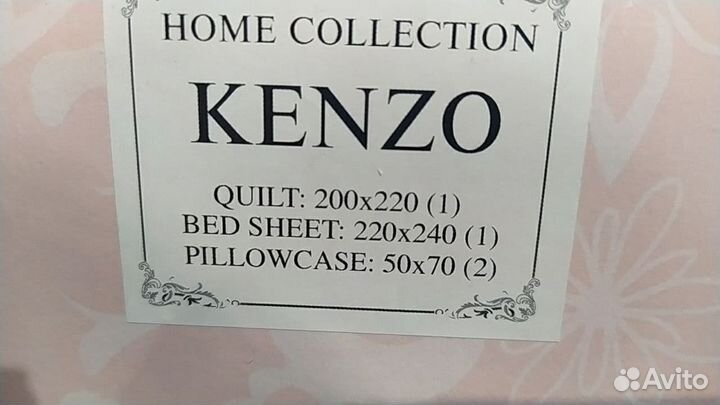 HOME COLLECTION
KENZO
QUILT: 200x220 (1)
BED SHEET: 220x240 (1)
PILLOWCASE: 50x70 (2)
Avito